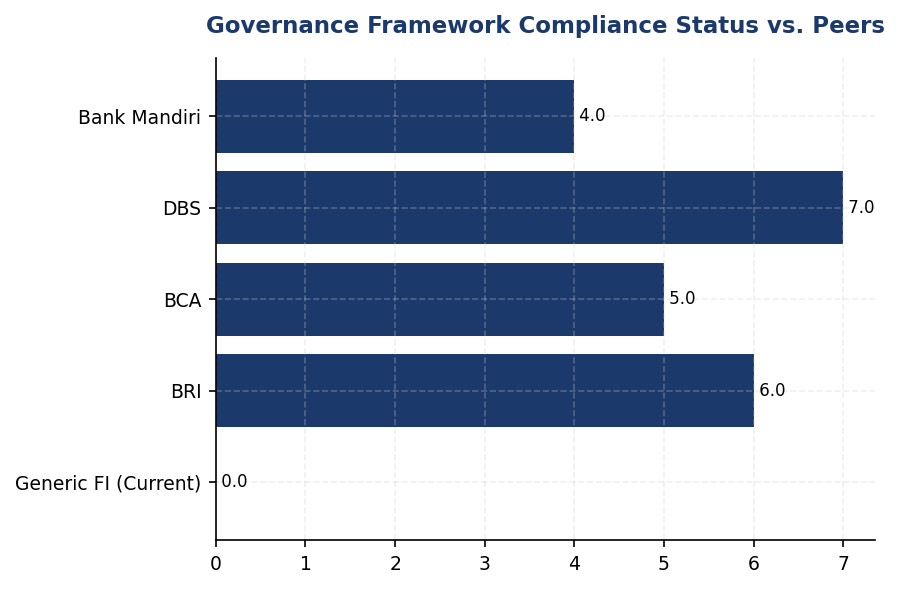 Governance Framework Compliance Status vs. Peers
Bank Mandiri 4.0
DBS 7.0
BCA 5.0
BRI 6.0
Generic FI (Current) 0.0
0 1 2 3 4 5 6 7